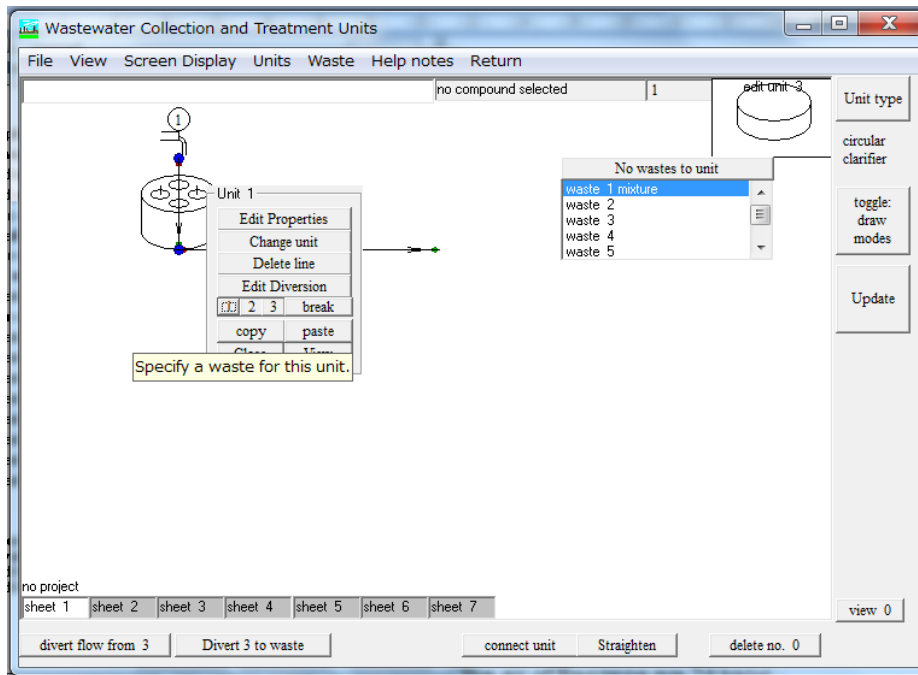 Wastewater Collection and Treatment Units
File View Screen Display Units Waste Help notes Return
no compound selected
1
edit unit 3
Unit type
circular
clarifier
toggle:
draw
modes
Update
1
No wastes to unit
waste 1 mixture
waste 2
waste 3
waste 4
waste 5
Unit 1
Edit Properties
Change unit
Delete line
Edit Diversion
2 3 break
copy paste
Close View
Specify a waste for this unit.
no project
sheet 1 sheet 2 sheet 3 sheet 4 sheet 5 sheet 6 sheet 7
view 0
divert flow from 3 Divert 3 to waste connect unit Straighten delete no. 0